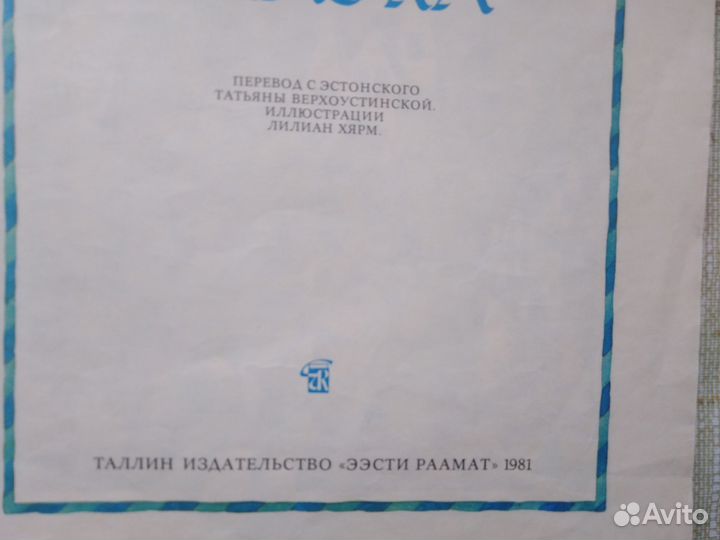 ПЕРЕВОД С ЭСТОНСКОГО
ТАТЬЯНЫ ВЕРХОУСТИНСКОЙ.
ИЛЛЮСТРАЦИИ
ЛИЛИАН ХЯРМ.
ТАЛЛИН ИЗДАТЕЛЬСТВО «ЭЭСТИ РААМАТ» 1981
Avito